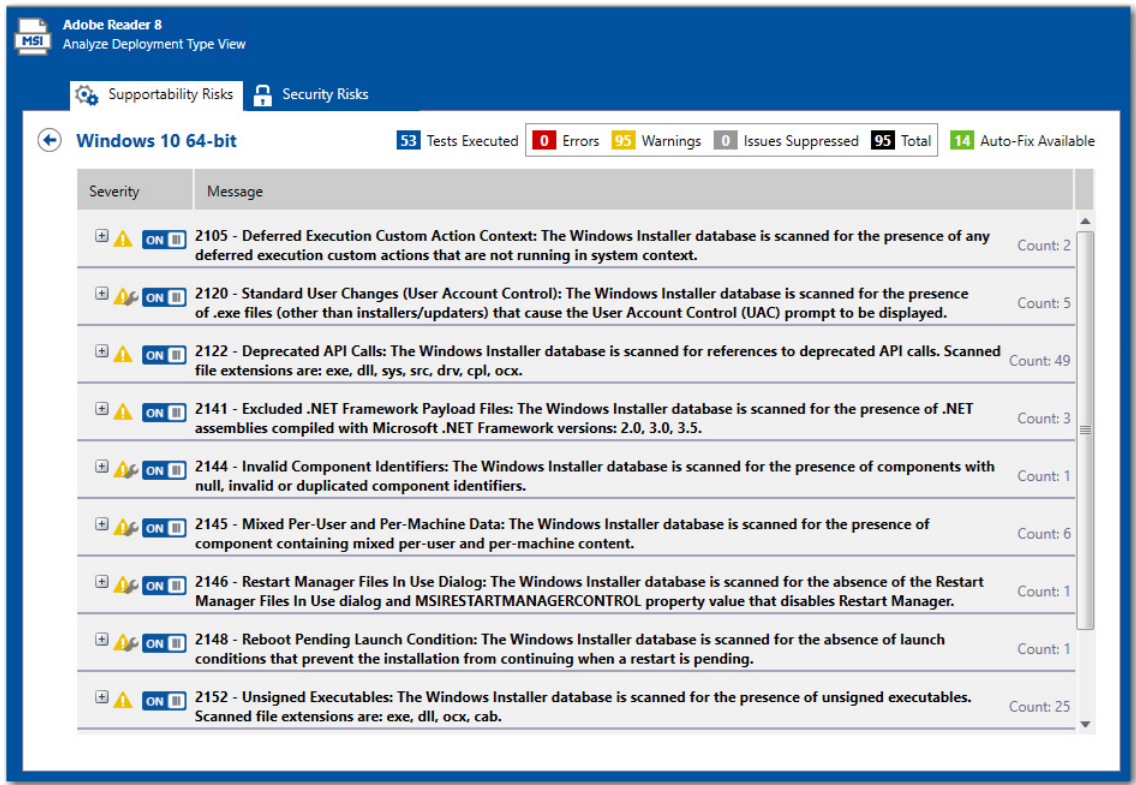 Adobe Reader 8
MSI
Analyze Deployment Type View
Supportability Risks
Security Risks
Windows 10 64-bit
53 Tests Executed 0 Errors 95 Warnings 0 Issues Suppressed 95 Total 14 Auto-Fix Available
Severity Message
ON 2105 - Deferred Execution Custom Action Context: The Windows Installer database is scanned for the presence of any
deferred execution custom actions that are not running in system context.
Count: 2
ON 2120 - Standard User Changes (User Account Control): The Windows Installer database is scanned for the presence
of .exe files (other than installers/updaters) that cause the User Account Control (UAC) prompt to be displayed.
Count: 5
ON 2122 - Deprecated API Calls: The Windows Installer database is scanned for references to deprecated API calls. Scanned
file extensions are: exe, dll, sys, src, drv, cpl, ocx.
Count: 49
ON 2141 - Excluded .NET Framework Payload Files: The Windows Installer database is scanned for the presence of .NET
assemblies compiled with Microsoft .NET Framework versions: 2.0, 3.0, 3.5.
Count: 3
ON 2144 - Invalid Component Identifiers: The Windows Installer database is scanned for the presence of components with
null, invalid or duplicated component identifiers.
Count: 1
ON 2145 - Mixed Per-User and Per-Machine Data: The Windows Installer database is scanned for the presence of
component containing mixed per-user and per-machine content.
Count: 6
ON 2146 - Restart Manager Files In Use Dialog: The Windows Installer database is scanned for the absence of the Restart
Manager Files In Use dialog and MSIRESTARTMANAGERCONTROL property value that disables Restart Manager.
Count: 1
ON 2148 - Reboot Pending Launch Condition: The Windows Installer database is scanned for the absence of launch
conditions that prevent the installation from continuing when a restart is pending.
Count: 1
ON 2152 - Unsigned Executables: The Windows Installer database is scanned for the presence of unsigned executables.
Scanned file extensions are: exe, dll, ocx, cab.
Count: 25